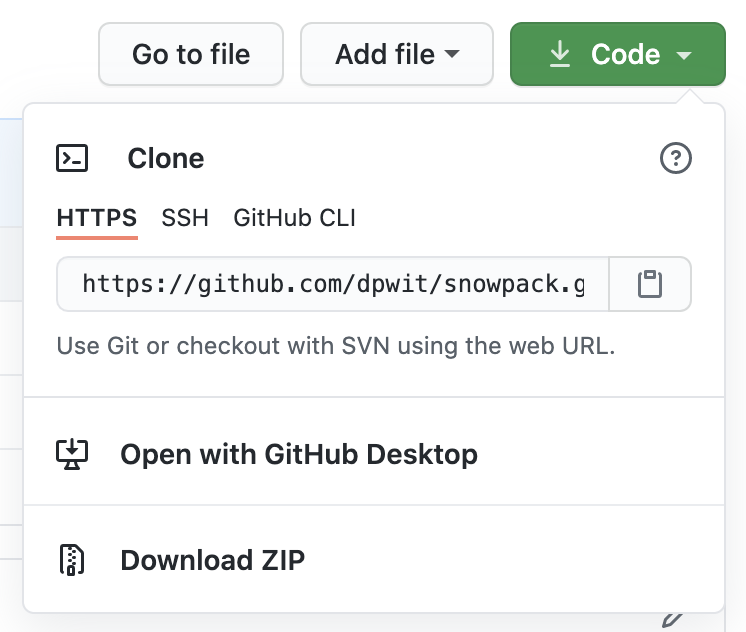 Go to file
Add file
Code
Clone
HTTPS SSH GitHub CLI
https://github.com/dpwit/snowpack.g
Use Git or checkout with SVN using the web URL.
Open with GitHub Desktop
Download ZIP